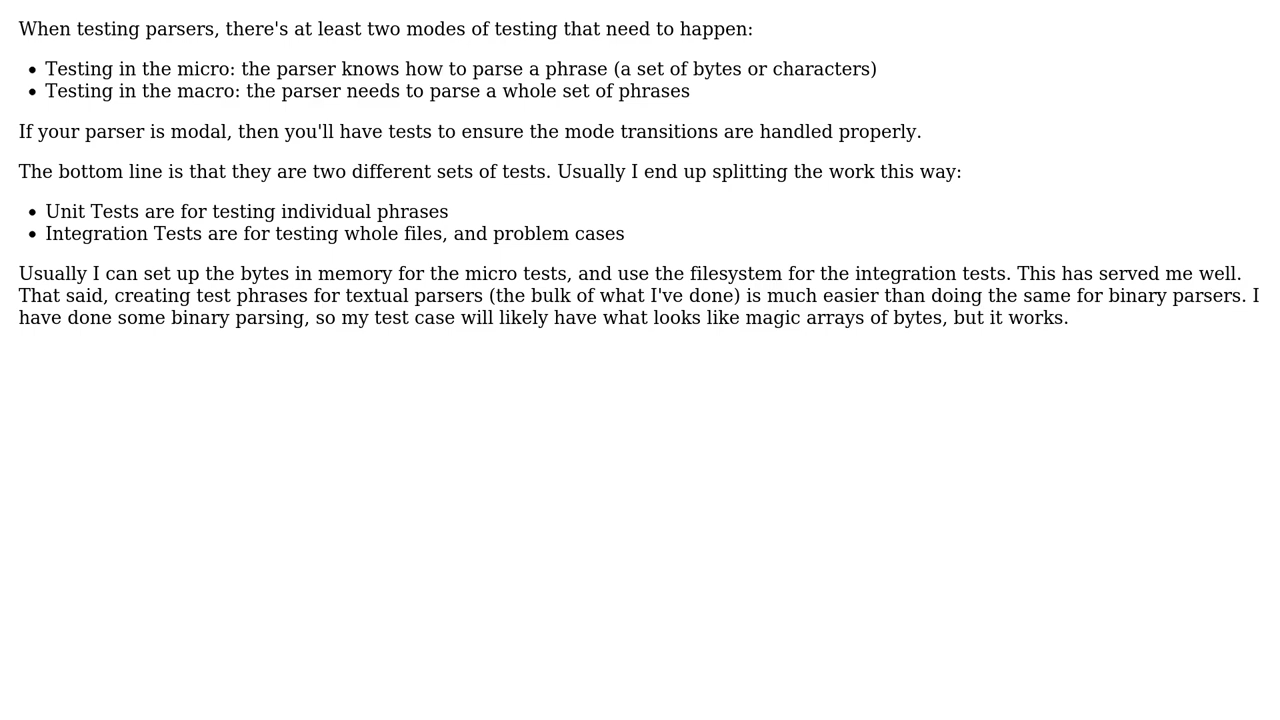 When testing parsers, there's at least two modes of testing that need to happen:
• Testing in the micro: the parser knows how to parse a phrase (a set of bytes or characters)
• Testing in the macro: the parser needs to parse a whole set of phrases
If your parser is modal, then you'll have tests to ensure the mode transitions are handled properly.
The bottom line is that they are two different sets of tests. Usually I end up splitting the work this way:
• Unit Tests are for testing individual phrases
• Integration Tests are for testing whole files, and problem cases
Usually I can set up the bytes in memory for the micro tests, and use the filesystem for the integration tests. This has served me well.
That said, creating test phrases for textual parsers (the bulk of what I've done) is much easier than doing the same for binary parsers. I
have done some binary parsing, so my test case will likely have what looks like magic arrays of bytes, but it works.